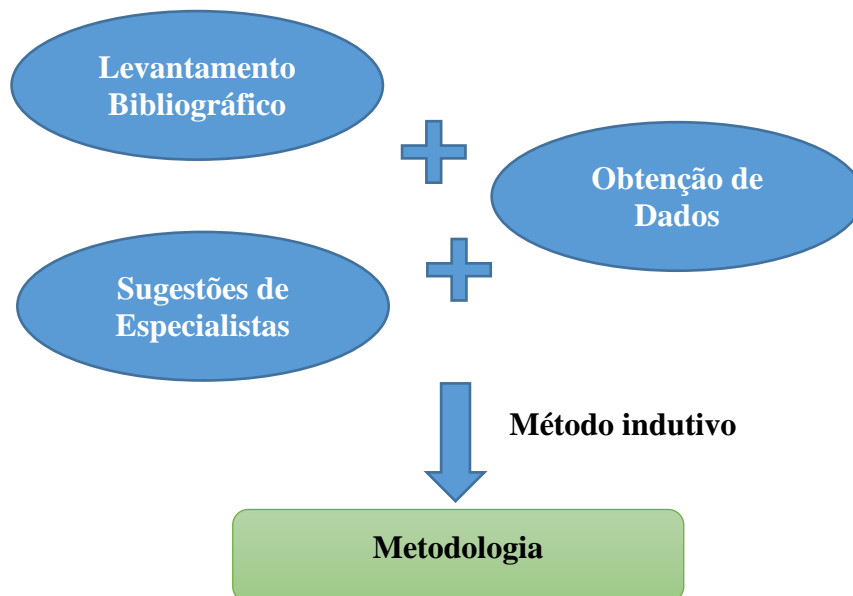 Levantamento
Bibliográfico
Obtenção de
Dados
Sugestões de
Especialistas
Método indutivo
Metodologia